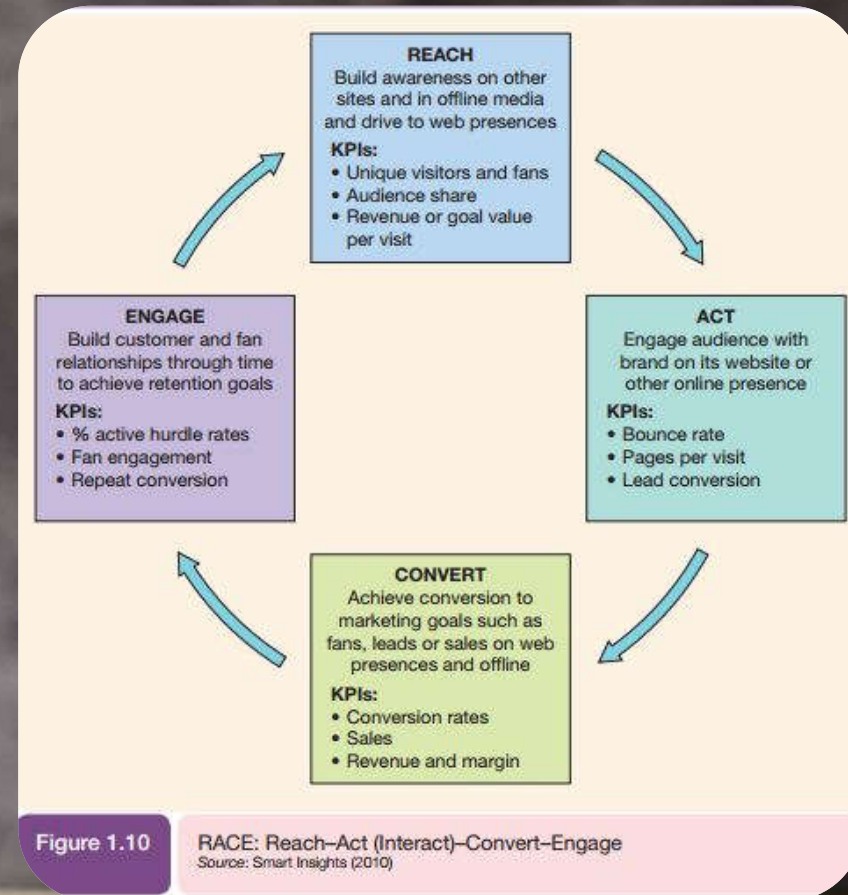 REACH
Build awareness on other
sites and in offline media
and drive to web presences
KPIs:
• Unique visitors and fans
• Audience share
• Revenue or goal value
per visit
ENGAGE
Build customer and fan
relationships through time
to achieve retention goals
KPIs:
• % active hurdle rates
• Fan engagement
• Repeat conversion
ACT
Engage audience with
brand on its website or
other online presence
KPIs:
• Bounce rate
• Pages per visit
• Lead conversion
CONVERT
Achieve conversion to
marketing goals such as
fans, leads or sales on web
presences and offline
KPIs:
• Conversion rates
• Sales
• Revenue and margin
Figure 1.10
RACE: Reach–Act (Interact)–Convert–Engage
Source: Smart Insights (2010)